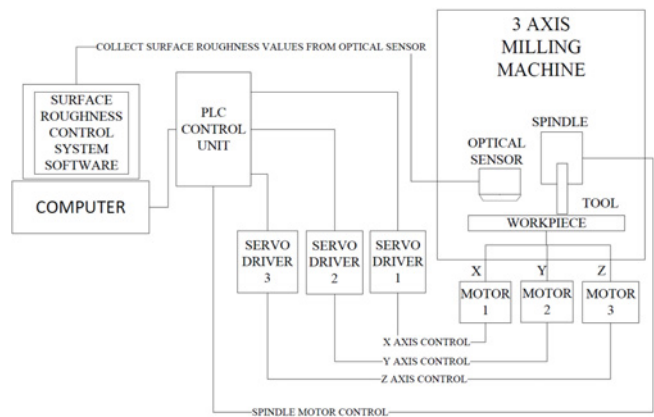 3 AXIS
MILLING
MACHINE
COLLECT SURFACE ROUGHNESS VALUES FROM OPTICAL SENSOR
SURFACE
ROUGHNESS
CONTROL
SYSTEM
SOFTWARE
COMPUTER
PLC
CONTROL
UNIT
SPINDLE
OPTICAL
SENSOR
TOOL
WORKPIECE
SERVO
DRIVER
3
SERVO
DRIVER
2
SERVO
DRIVER
1
X
Y
Z
MOTOR
1
MOTOR
2
MOTOR
3
X AXIS CONTROL
Y AXIS CONTROL
Z AXIS CONTROL
SPINDLE MOTOR CONTROL